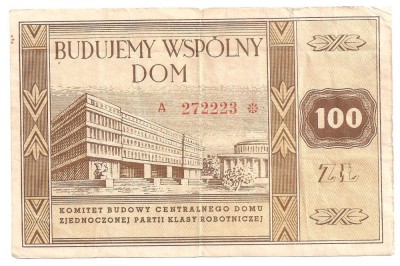 BUDUJEMY WSPÓLNY
DOM
A 272223 *
100
ZŁ
KOMITET BUDOWY CENTRALNEGO DOMU
ZJEDNOCZONEJ PARTII KLASY ROBOTNICZEJ